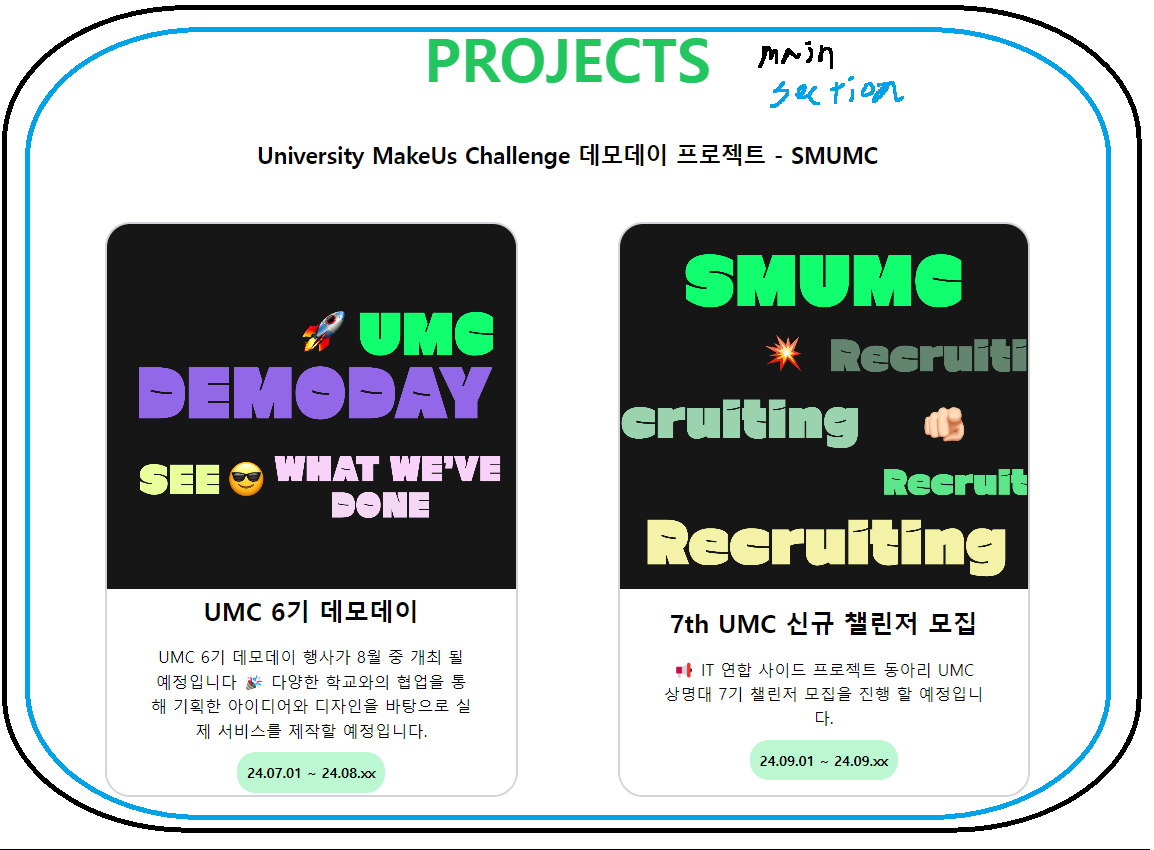 PROJECTS
main
section
University MakeUs Challenge 데모데이 프로젝트 - SMUMC
UMC
DEMODAY
SEE WHAT WE'VE
DONE
UMC 6기 데모데이
UMC 6기 데모데이 행사가 8월 중 개최 될
예정입니다 🎉 다양한 학교와의 협업을 통
해 기획한 아이디어와 디자인을 바탕으로 실
제 서비스를 제작할 예정입니다.
24.07.01 ~ 24.08.xx
SMUMC
Recruiti
cruiting
Recruit
Recruiting
7th UMC 신규 챌린저 모집
📢 IT 연합 사이드 프로젝트 동아리 UMC
상명대 7기 챌린저 모집을 진행 할 예정입니
다.
24.09.01 ~ 24.09.xx